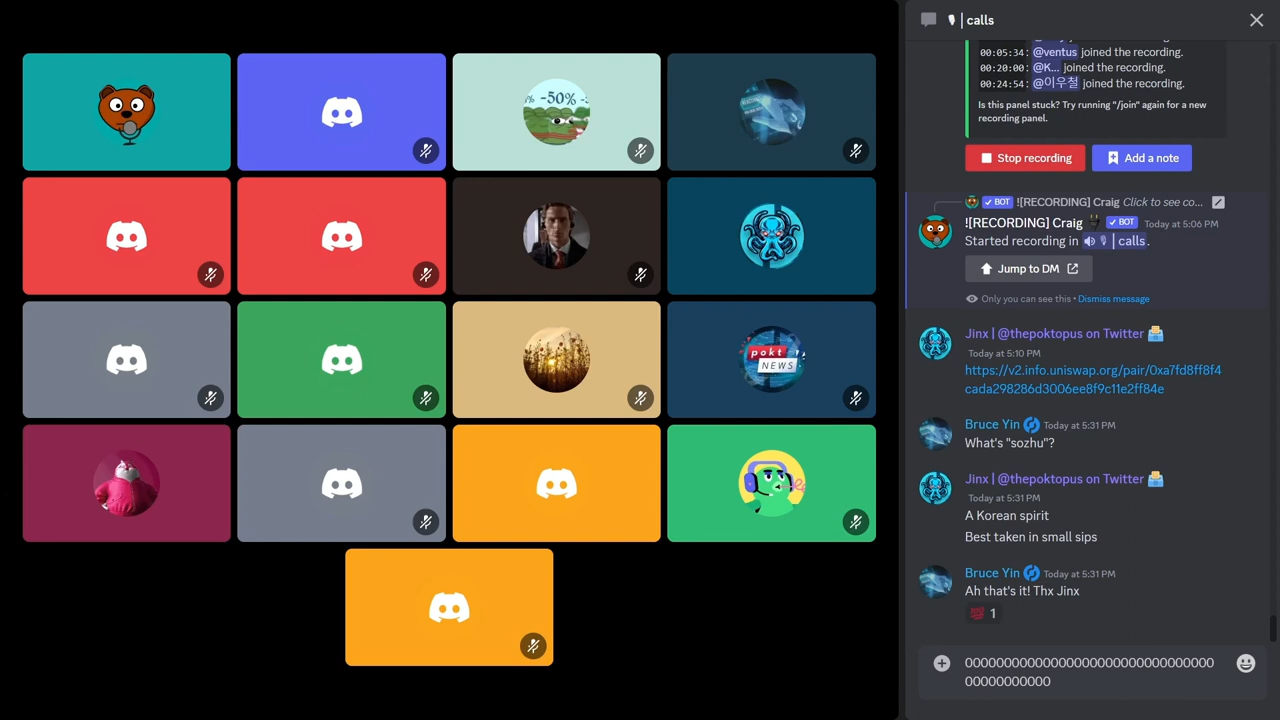 -50%
pokt
NEWS
calls
00:05:34: @ventus joined the recording.
00:20:00: @K... joined the recording.
00:24:54: @이우철 joined the recording.
Is this panel stuck? Try running "/join" again for a new
recording panel.
Stop recording
Add a note
BOT ![RECORDING] Craig Click to see co...
![RECORDING] Craig BOT Today at 5:06 PM
Started recording in calls.
Jump to DM
Only you can see this • Dismiss message
Jinx | @thepoktopus on Twitter
Today at 5:10 PM
https://v2.info.uniswap.org/pair/0xa7fd8ff8f4
cada298286d3006ee8f9c11e2ff84e
Bruce Yin Today at 5:31 PM
What's "sozhu"?
Jinx | @thepoktopus on Twitter
Today at 5:31 PM
A Korean spirit
Best taken in small sips
Bruce Yin Today at 5:31 PM
Ah that's it! Thx Jinx
1
00000000000000000000000000000000
00000000000